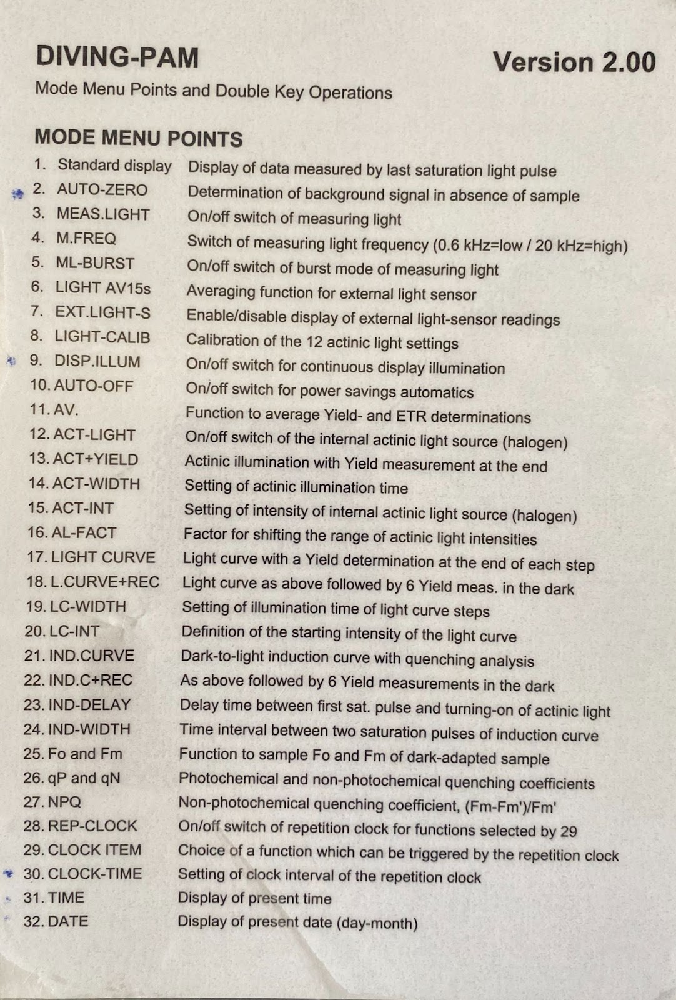 DIVING-PAM Version 2.00
Mode Menu Points and Double Key Operations
MODE MENU POINTS
1. Standard display Display of data measured by last saturation light pulse
2. AUTO-ZERO Determination of background signal in absence of sample
3. MEAS.LIGHT On/off switch of measuring light
4. M.FREQ Switch of measuring light frequency (0.6 kHz=low / 20 kHz=high)
5. ML-BURST On/off switch of burst mode of measuring light
6. LIGHT AV15s Averaging function for external light sensor
7. EXT.LIGHT-S Enable/disable display of external light-sensor readings
8. LIGHT-CALIB Calibration of the 12 actinic light settings
9. DISP.ILLUM On/off switch for continuous display illumination
10. AUTO-OFF On/off switch for power savings automatics
11. AV. Function to average Yield- and ETR determinations
12. ACT-LIGHT On/off switch of the internal actinic light source (halogen)
13. ACT+YIELD Actinic illumination with Yield measurement at the end
14. ACT-WIDTH Setting of actinic illumination time
15. ACT-INT Setting of intensity of internal actinic light source (halogen)
16. AL-FACT Factor for shifting the range of actinic light intensities
17. LIGHT CURVE Light curve with a Yield determination at the end of each step
18. L.CURVE+REC Light curve as above followed by 6 Yield meas. in the dark
19. LC-WIDTH Setting of illumination time of light curve steps
20. LC-INT Definition of the starting intensity of the light curve
21. IND.CURVE Dark-to-light induction curve with quenching analysis
22. IND.C+REC As above followed by 6 Yield measurements in the dark
23. IND-DELAY Delay time between first sat. pulse and turning-on of actinic light
24. IND-WIDTH Time interval between two saturation pulses of induction curve
25. Fo and Fm Function to sample Fo and Fm of dark-adapted sample
26. qP and qN Photochemical and non-photochemical quenching coefficients
27. NPQ Non-photochemical quenching coefficient, (Fm-Fm')/Fm'
28. REP-CLOCK On/off switch of repetition clock for functions selected by 29
29. CLOCK ITEM Choice of a function which can be triggered by the repetition clock
30. CLOCK-TIME Setting of clock interval of the repetition clock
31. TIME Display of present time
32. DATE Display of present date (day-month)